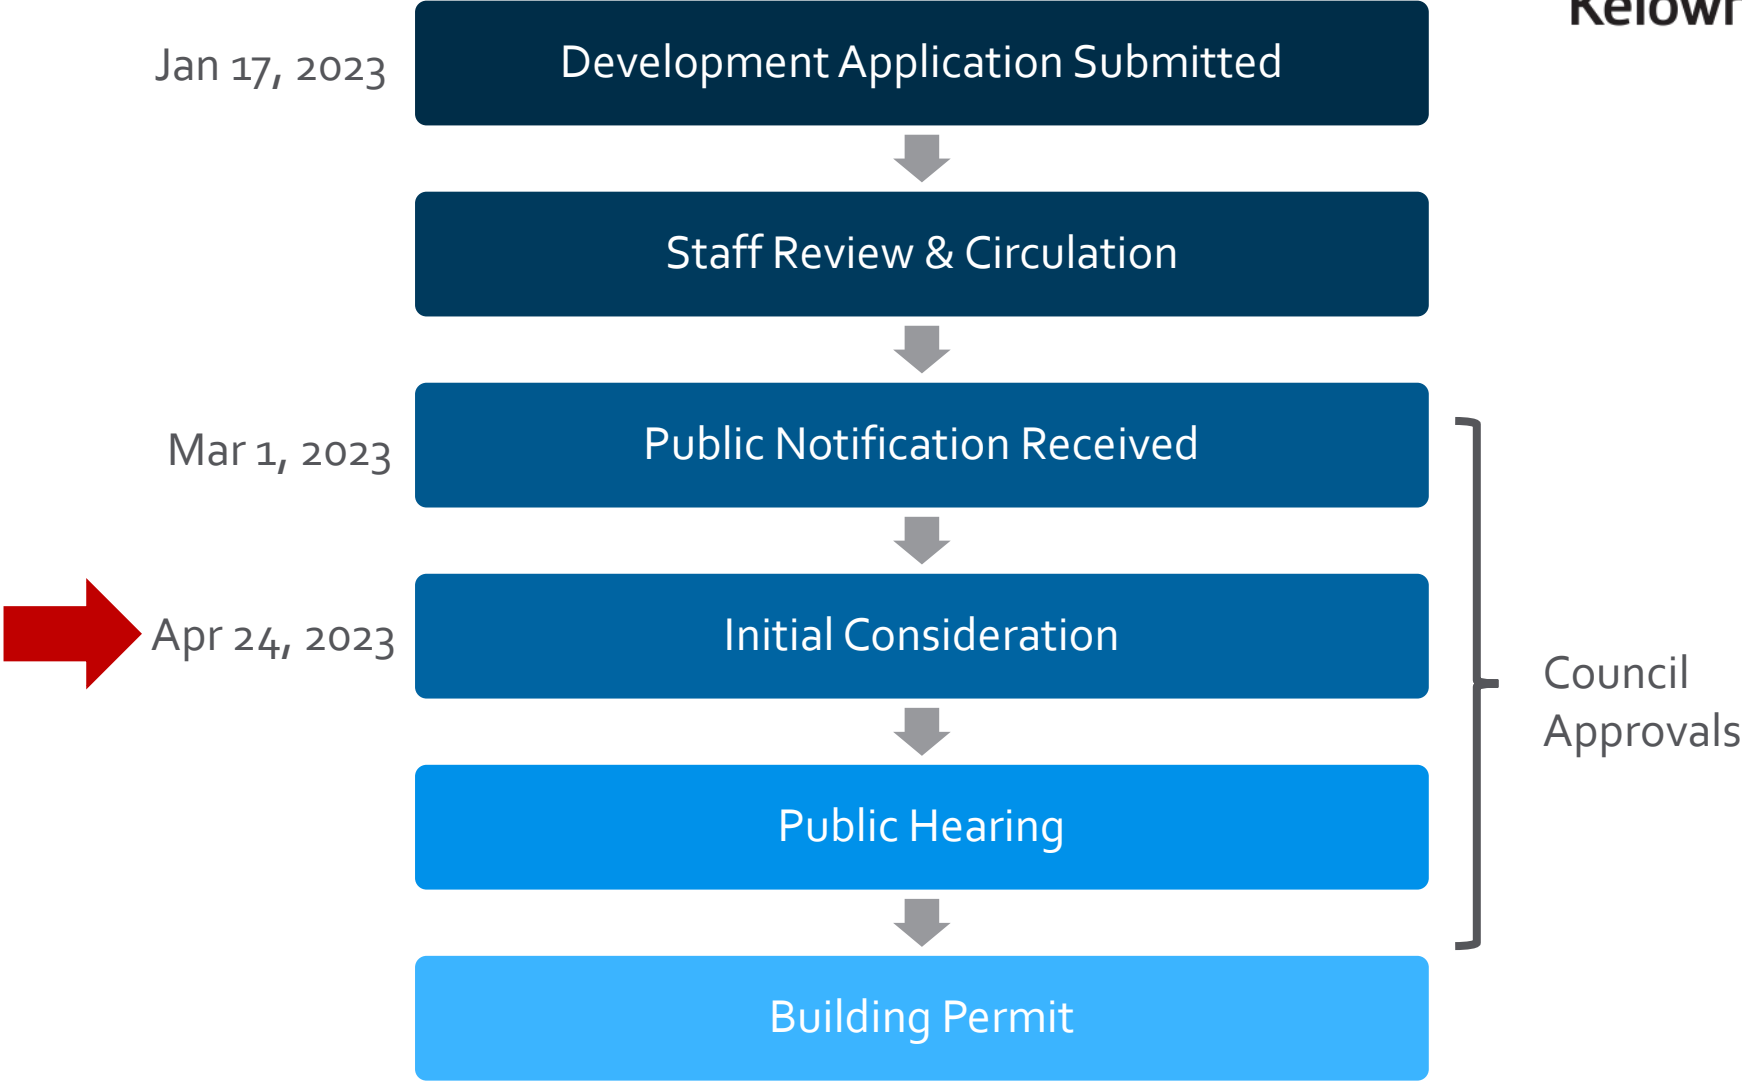 Jan 17, 2023
Development Application Submitted
Staff Review & Circulation
Mar 1, 2023
Public Notification Received
Apr 24, 2023
Initial Consideration
Council
Approvals
Public Hearing
Building Permit